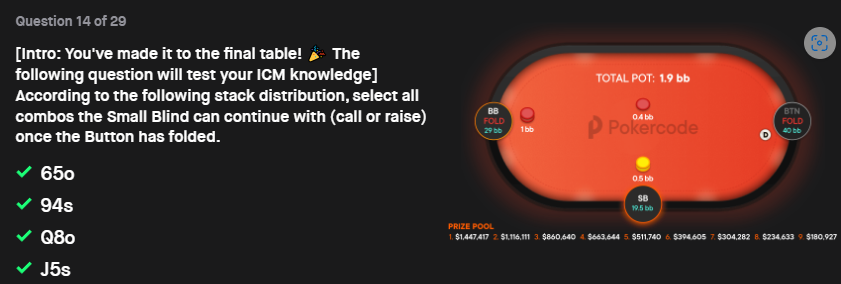 Question 14 of 29
[Intro: You've made it to the final table! 🎉 The
following question will test your ICM knowledge]
According to the following stack distribution, select all
combos the Small Blind can continue with (call or raise)
once the Button has folded.
65o
94s
Q8o
J5s
TOTAL POT: 1.9 bb
BB
FOLD
29 bb
1 bb
0.4 bb
Pokercode
BTN
FOLD
40 bb
D
0.5 bb
SB
19.5 bb
PRIZE POOL
1. $1,447,417 2. $1,116,111 3. $860,640 4. $663,644 5. $511,740 6. $394,605 7. $304,282 8. $234,633 9. $180,927